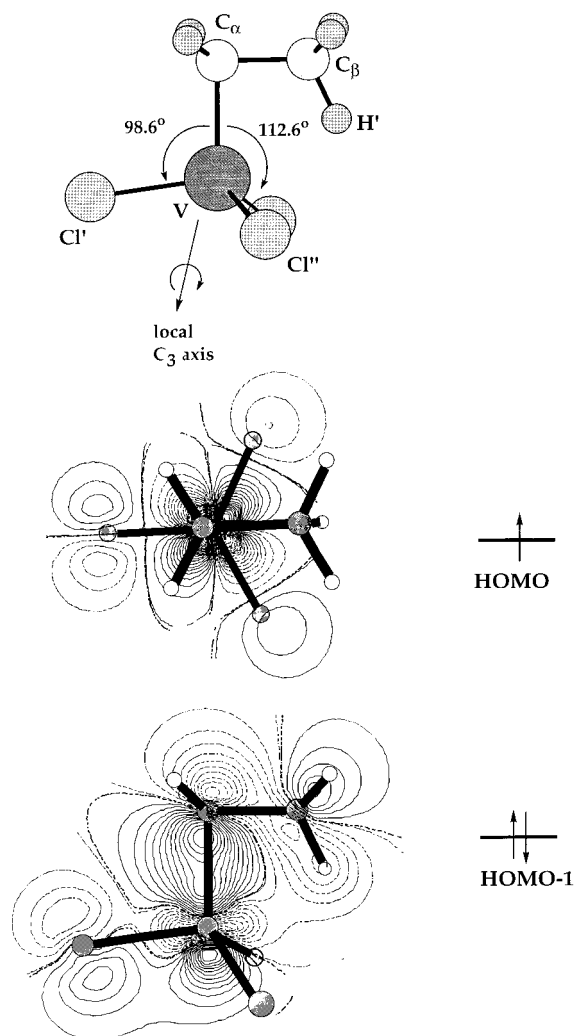 Cα
Cβ
H'
98.6°
112.6°
V
Cl'
Cl"
local
C₃ axis
HOMO
HOMO-1